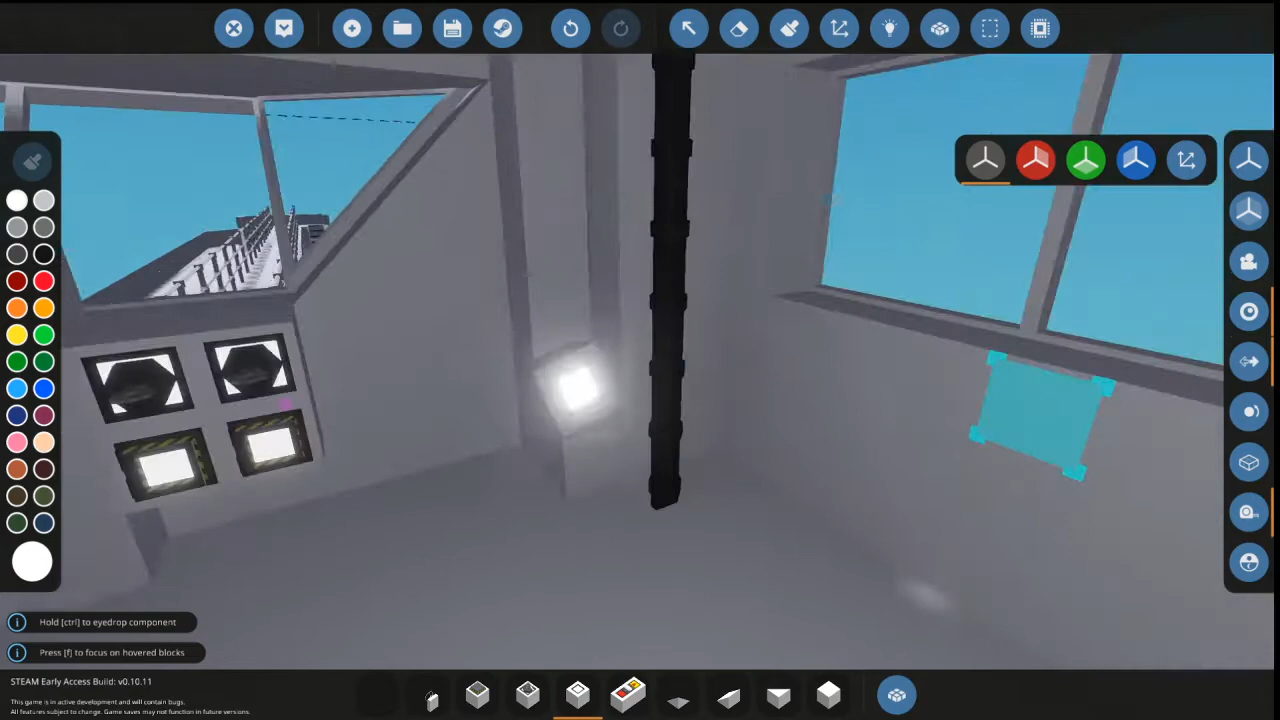 Hold [ctrl] to eyedrop component
Press [f] to focus on hovered blocks
STEAM Early Access Build: v0.10.11
This game is in active development and will contain bugs.
All features subject to change. Game saves may not function in future versions.